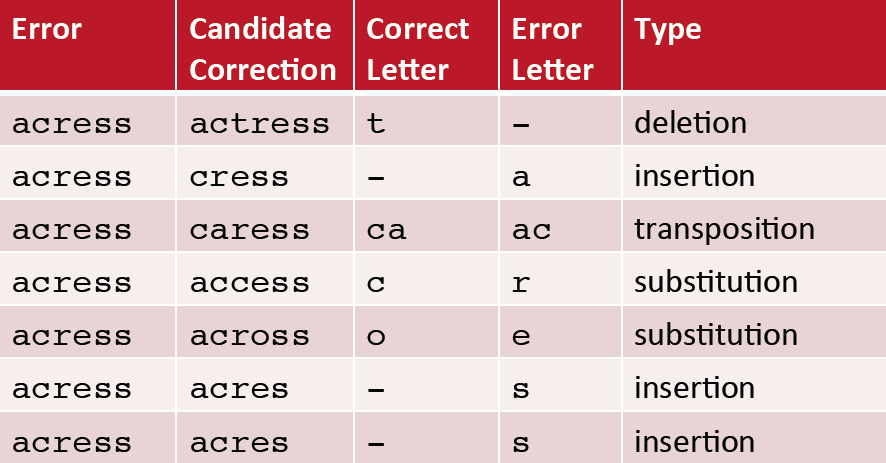 Error Candidate Correction Correct Letter Error Letter Type
acress actress t – deletion
acress cress – a insertion
acress caress ca ac transposition
acress access c r substitution
acress across o e substitution
acress acres – s insertion
acress acres – s insertion